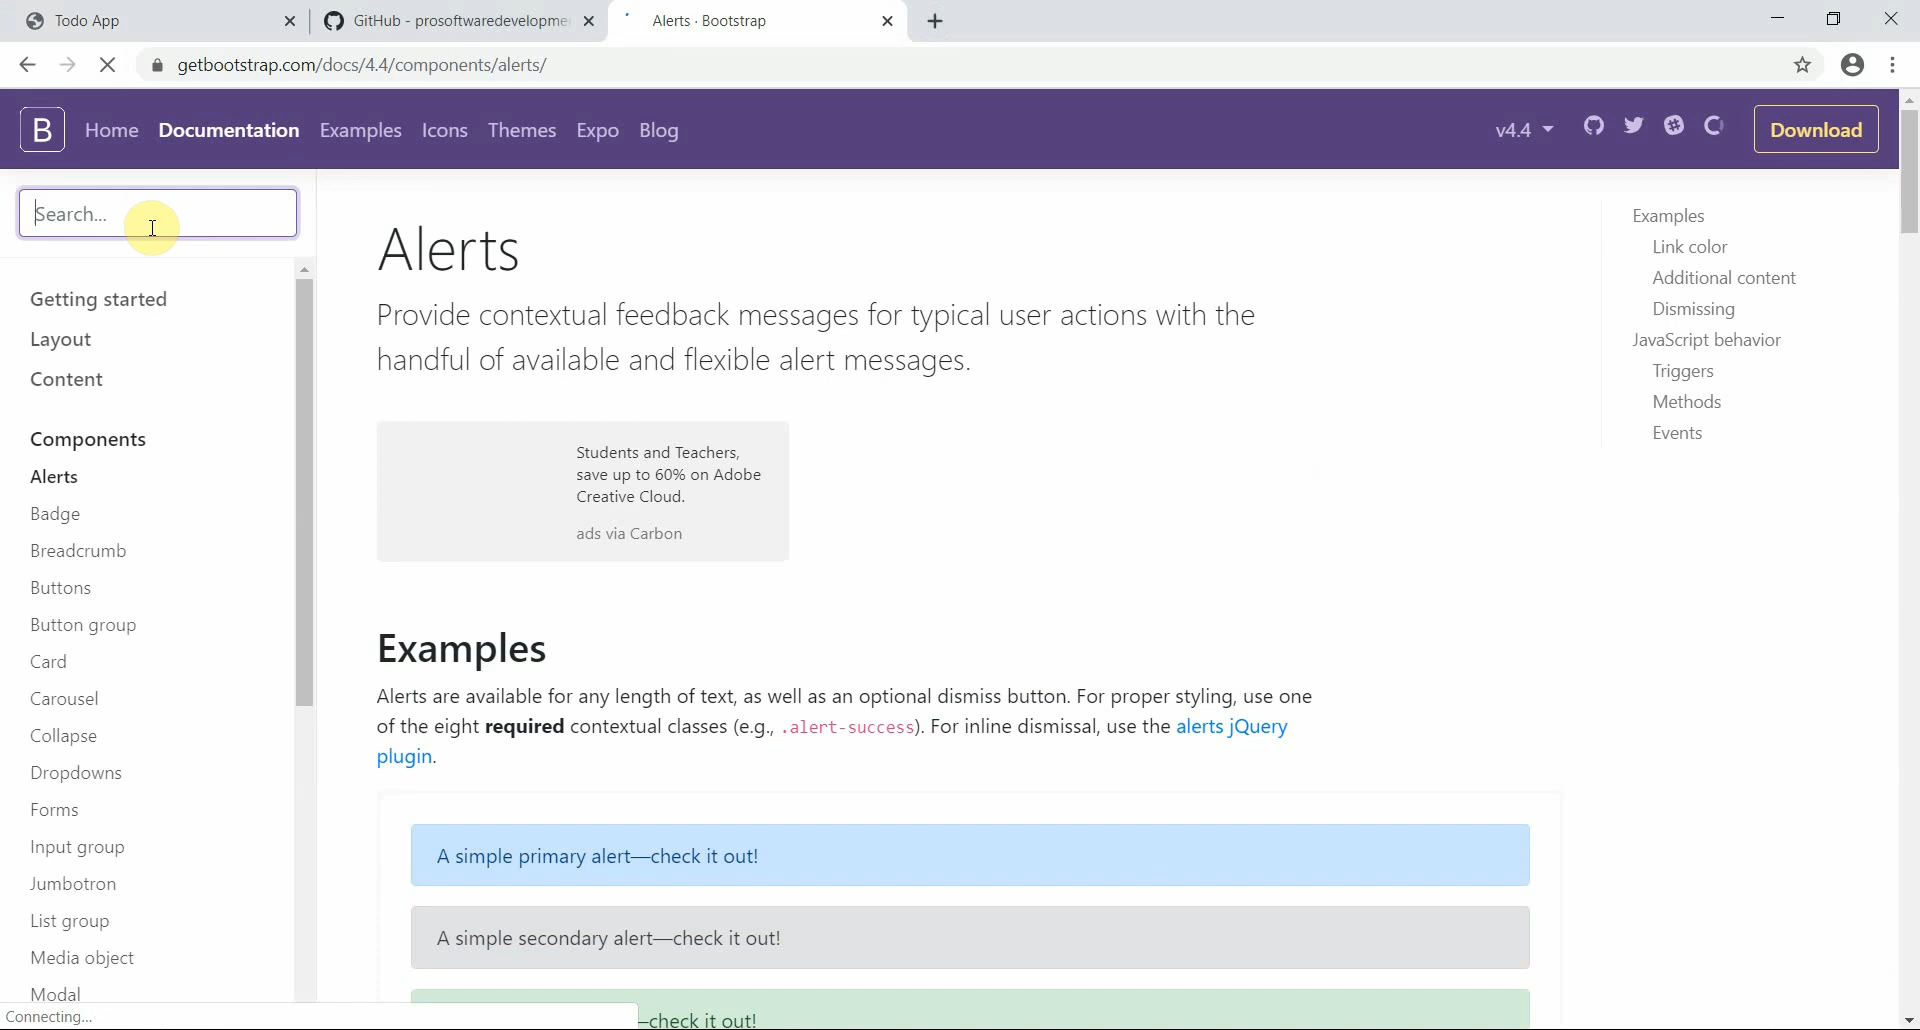 Todo App
GitHub - prosoftwaredevelopme
Alerts · Bootstrap
getbootstrap.com/docs/4.4/components/alerts/
B
Home
Documentation
Examples
Icons
Themes
Expo
Blog
v4.4
Download
Search...
Getting started
Layout
Content
Components
Alerts
Badge
Breadcrumb
Buttons
Button group
Card
Carousel
Collapse
Dropdowns
Forms
Input group
Jumbotron
List group
Media object
Modal
Alerts
Provide contextual feedback messages for typical user actions with the
handful of available and flexible alert messages.
Students and Teachers,
save up to 60% on Adobe
Creative Cloud.
ads via Carbon
Examples
Alerts are available for any length of text, as well as an optional dismiss button. For proper styling, use one
of the eight required contextual classes (e.g., .alert-success). For inline dismissal, use the alerts jQuery
plugin.
A simple primary alert—check it out!
A simple secondary alert—check it out!
—check it out!
Examples
Link color
Additional content
Dismissing
JavaScript behavior
Triggers
Methods
Events
Connecting...